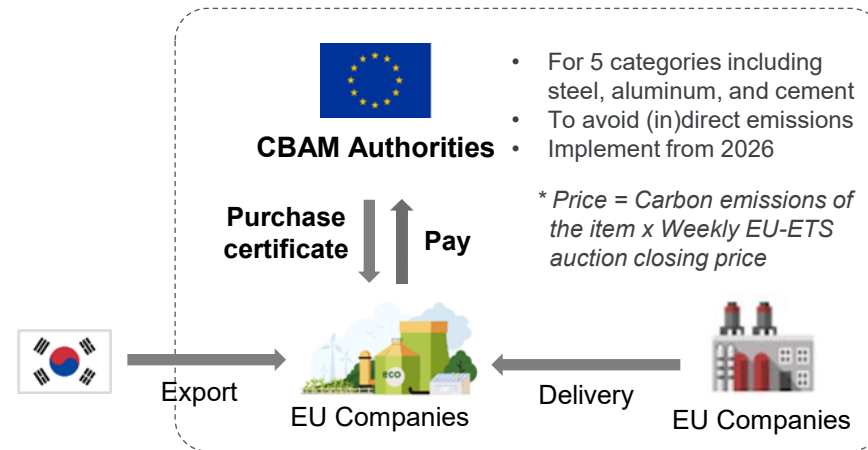 CBAM Authorities
• For 5 categories including
steel, aluminum, and cement
• To avoid (in)direct emissions
• Implement from 2026
* Price = Carbon emissions of
the item x Weekly EU-ETS
auction closing price
Purchase
certificate
Pay
eco
Export
EU Companies
Delivery
EU Companies